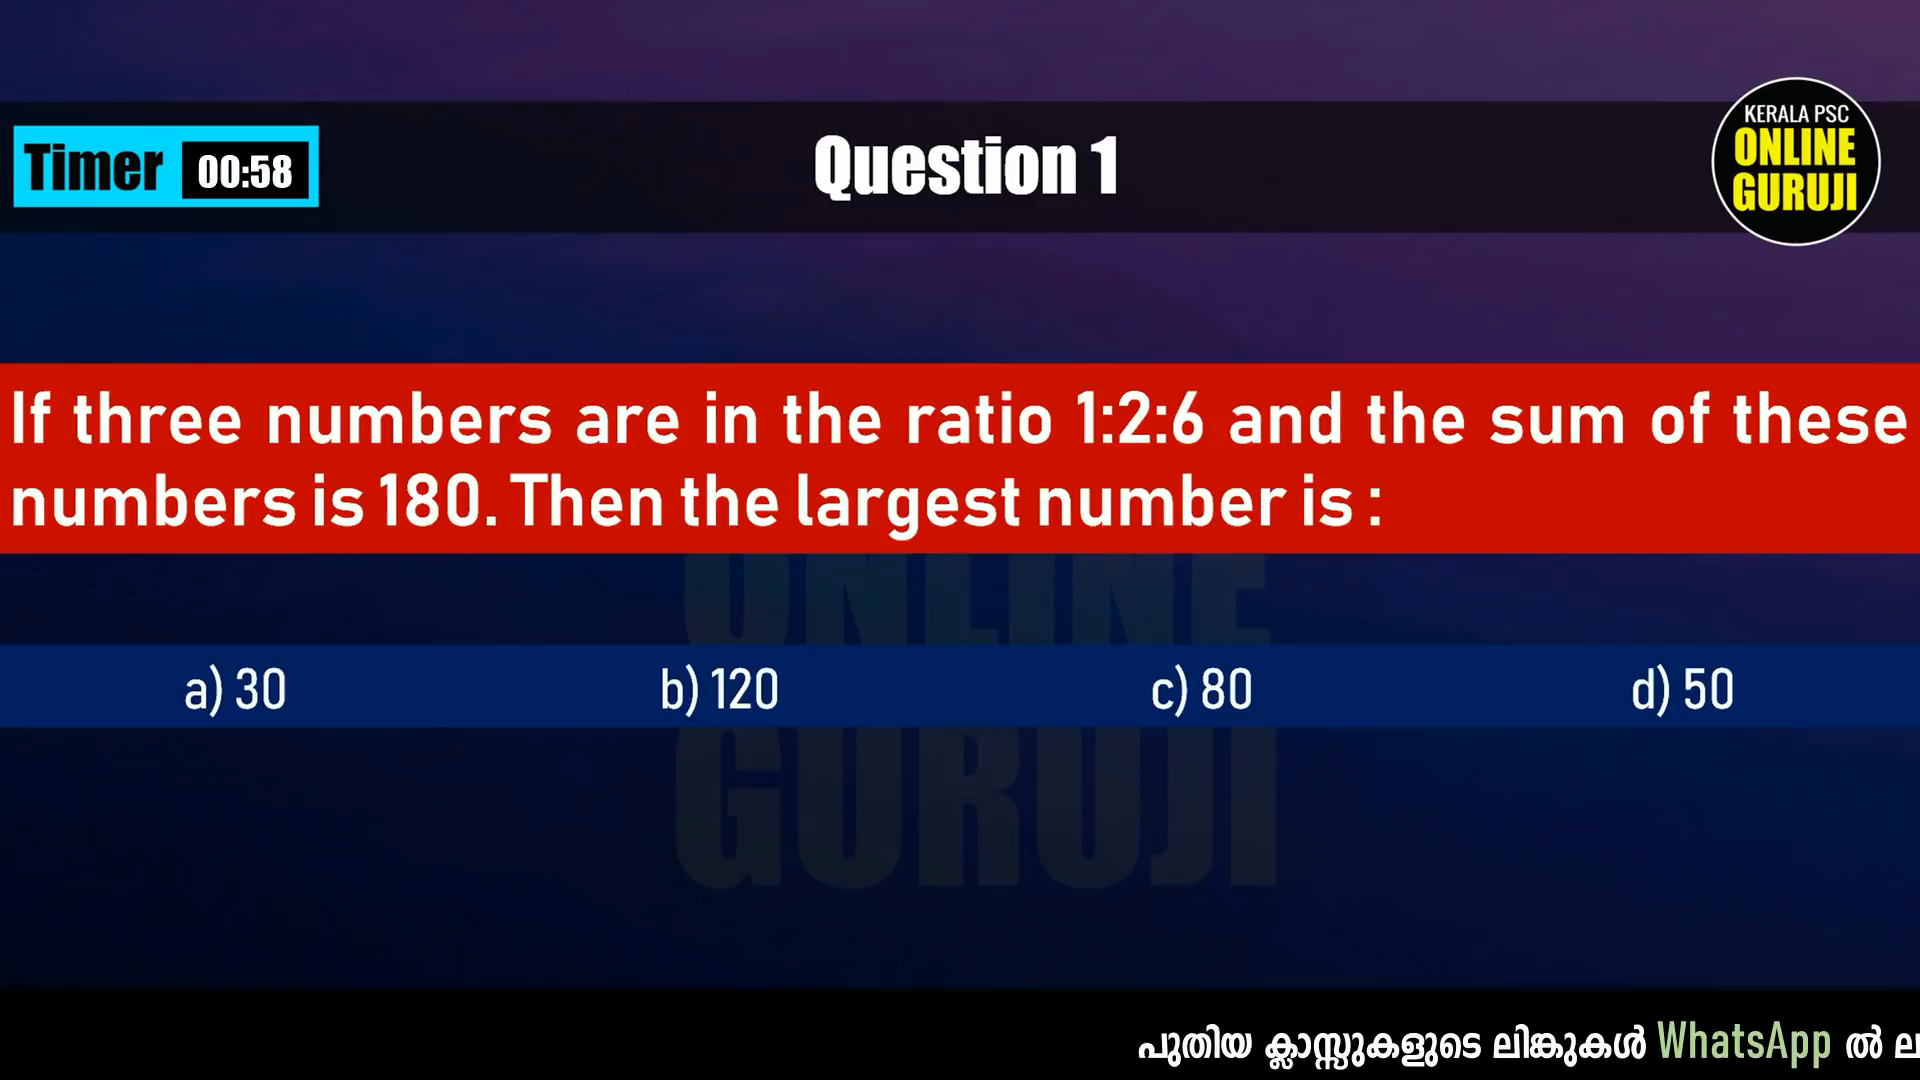 Timer 00:58
Question 1
KERALA PSC
ONLINE
GURUJI
If three numbers are in the ratio 1:2:6 and the sum of these
numbers is 180. Then the largest number is :
ONLINE
a) 30 b) 120 c) 80 d) 50
GURUJI
പുതിയ ക്ലാസ്സുകളുടെ ലിങ്കുകൾ WhatsApp ൽ